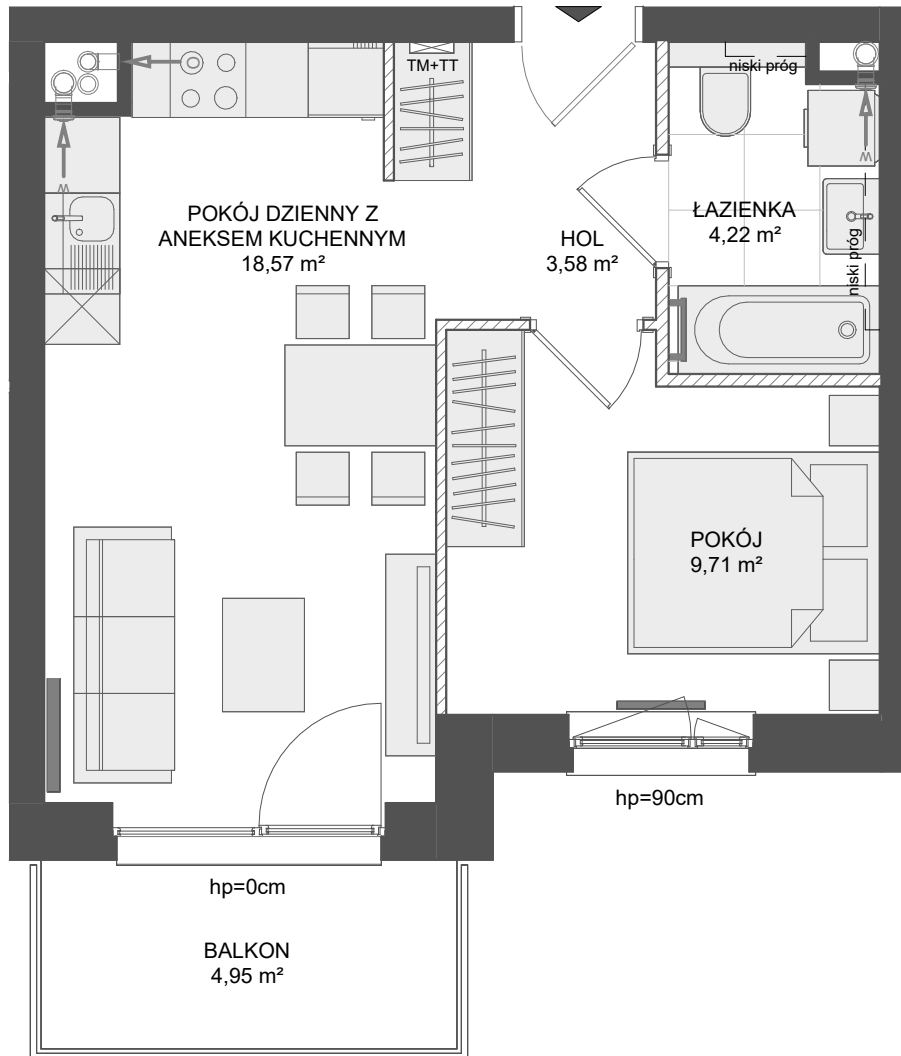 TM+TT
niski próg
POKÓJ DZIENNY Z
ANEKSEM KUCHENNYM
18,57 m²
HOL
3,58 m²
ŁAZIENKA
4,22 m²
niski próg
POKÓJ
9,71 m²
hp=90cm
hp=0cm
BALKON
4,95 m²